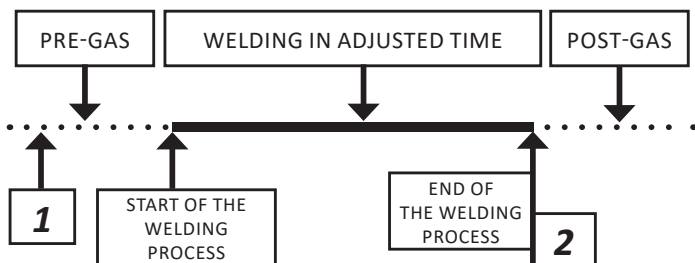 PRE-GAS
WELDING IN ADJUSTED TIME
POST-GAS
1
START OF THE
WELDING
PROCESS
END OF
THE WELDING
PROCESS
2